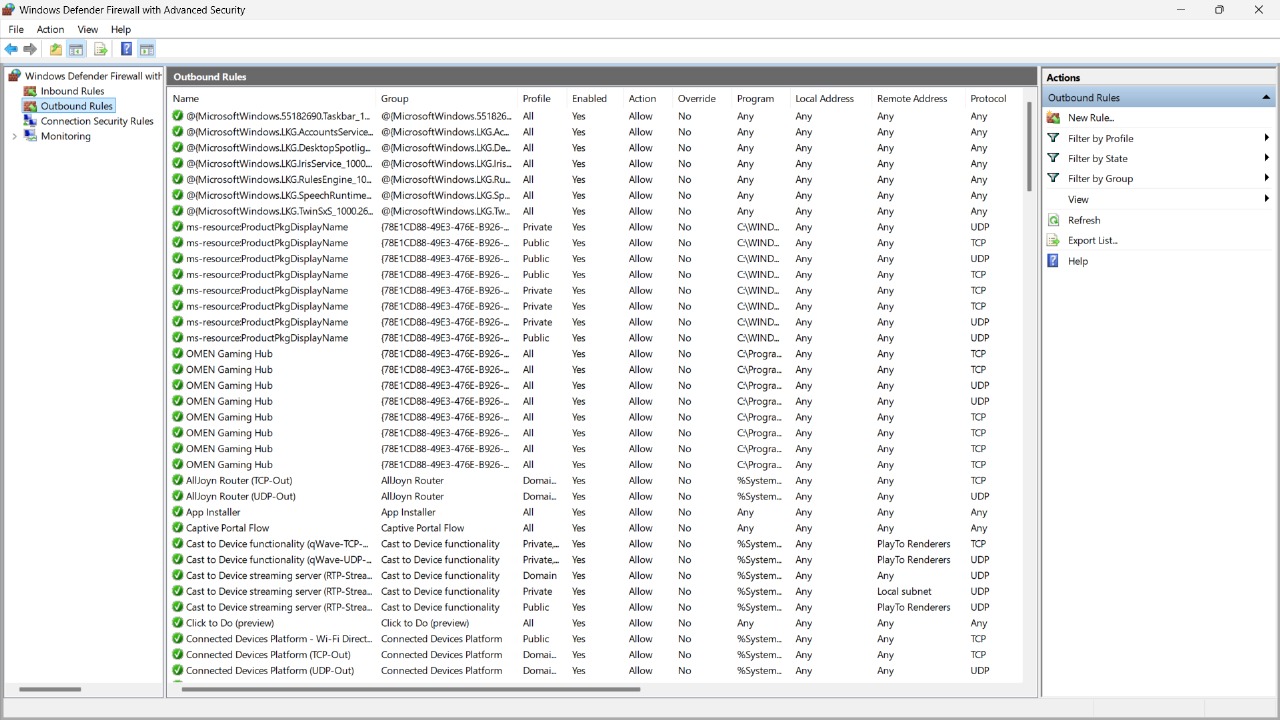 Windows Defender Firewall with Advanced Security
File Action View Help
Windows Defender Firewall with
Inbound Rules
Outbound Rules
Connection Security Rules
Monitoring
Outbound Rules
Name Group Profile Enabled Action Override Program Local Address Remote Address Protocol
@{MicrosoftWindows.55182690.Taskbar_1... @{MicrosoftWindows.551826... All Yes Allow No Any Any Any Any
@{MicrosoftWindows.LKG.AccountsService... @{MicrosoftWindows.LKG.Ac... All Yes Allow No Any Any Any Any
@{MicrosoftWindows.LKG.DesktopSpotlig... @{MicrosoftWindows.LKG.De... All Yes Allow No Any Any Any Any
@{MicrosoftWindows.LKG.IrisService_1000.... @{MicrosoftWindows.LKG.Iris... All Yes Allow No Any Any Any Any
@{MicrosoftWindows.LKG.RulesEngine_10... @{MicrosoftWindows.LKG.Ru... All Yes Allow No Any Any Any Any
@{MicrosoftWindows.LKG.SpeechRuntime... @{MicrosoftWindows.LKG.Sp... All Yes Allow No Any Any Any Any
@{MicrosoftWindows.LKG.TwinSxS_1000.26... @{MicrosoftWindows.LKG.Tw... All Yes Allow No Any Any Any Any
ms-resource:ProductPkgDisplayName {78E1CD88-49E3-476E-B926-... Private Yes Allow No C:\WIND... Any Any UDP
ms-resource:ProductPkgDisplayName {78E1CD88-49E3-476E-B926-... Public Yes Allow No C:\WIND... Any Any TCP
ms-resource:ProductPkgDisplayName {78E1CD88-49E3-476E-B926-... Public Yes Allow No C:\WIND... Any Any UDP
ms-resource:ProductPkgDisplayName {78E1CD88-49E3-476E-B926-... Public Yes Allow No C:\WIND... Any Any TCP
ms-resource:ProductPkgDisplayName {78E1CD88-49E3-476E-B926-... Private Yes Allow No C:\WIND... Any Any TCP
ms-resource:ProductPkgDisplayName {78E1CD88-49E3-476E-B926-... Private Yes Allow No C:\WIND... Any Any TCP
ms-resource:ProductPkgDisplayName {78E1CD88-49E3-476E-B926-... Private Yes Allow No C:\WIND... Any Any UDP
ms-resource:ProductPkgDisplayName {78E1CD88-49E3-476E-B926-... Public Yes Allow No C:\WIND... Any Any UDP
OMEN Gaming Hub {78E1CD88-49E3-476E-B926-... All Yes Allow No C:\Progra... Any Any TCP
OMEN Gaming Hub {78E1CD88-49E3-476E-B926-... All Yes Allow No C:\Progra... Any Any TCP
OMEN Gaming Hub {78E1CD88-49E3-476E-B926-... All Yes Allow No C:\Progra... Any Any UDP
OMEN Gaming Hub {78E1CD88-49E3-476E-B926-... All Yes Allow No C:\Progra... Any Any UDP
OMEN Gaming Hub {78E1CD88-49E3-476E-B926-... All Yes Allow No C:\Progra... Any Any TCP
OMEN Gaming Hub {78E1CD88-49E3-476E-B926-... All Yes Allow No C:\Progra... Any Any TCP
OMEN Gaming Hub {78E1CD88-49E3-476E-B926-... All Yes Allow No C:\Progra... Any Any TCP
OMEN Gaming Hub {78E1CD88-49E3-476E-B926-... All Yes Allow No C:\Progra... Any Any TCP
AllJoyn Router (TCP-Out) AllJoyn Router Domai... Yes Allow No %System... Any Any TCP
AllJoyn Router (UDP-Out) AllJoyn Router Domai... Yes Allow No %System... Any Any UDP
App Installer App Installer All Yes Allow No Any Any Any Any
Captive Portal Flow Captive Portal Flow All Yes Allow No Any Any Any Any
Cast to Device functionality (qWave-TCP-... Cast to Device functionality Private,... Yes Allow No %System... Any PlayTo Renderers TCP
Cast to Device functionality (qWave-UDP-... Cast to Device functionality Private,... Yes Allow No %System... Any PlayTo Renderers UDP
Cast to Device streaming server (RTP-Strea... Cast to Device functionality Domain Yes Allow No %System... Any Any UDP
Cast to Device streaming server (RTP-Strea... Cast to Device functionality Private Yes Allow No %System... Any Local subnet UDP
Cast to Device streaming server (RTP-Strea... Cast to Device functionality Public Yes Allow No %System... Any PlayTo Renderers UDP
Click to Do (preview) Click to Do (preview) All Yes Allow No Any Any Any Any
Connected Devices Platform - Wi-Fi Direct... Connected Devices Platform Public Yes Allow No %System... Any Any TCP
Connected Devices Platform (TCP-Out) Connected Devices Platform Domai... Yes Allow No %System... Any Any TCP
Connected Devices Platform (UDP-Out) Connected Devices Platform Domai... Yes Allow No %System... Any Any UDP
Actions
Outbound Rules
New Rule...
Filter by Profile
Filter by State
Filter by Group
View
Refresh
Export List...
Help